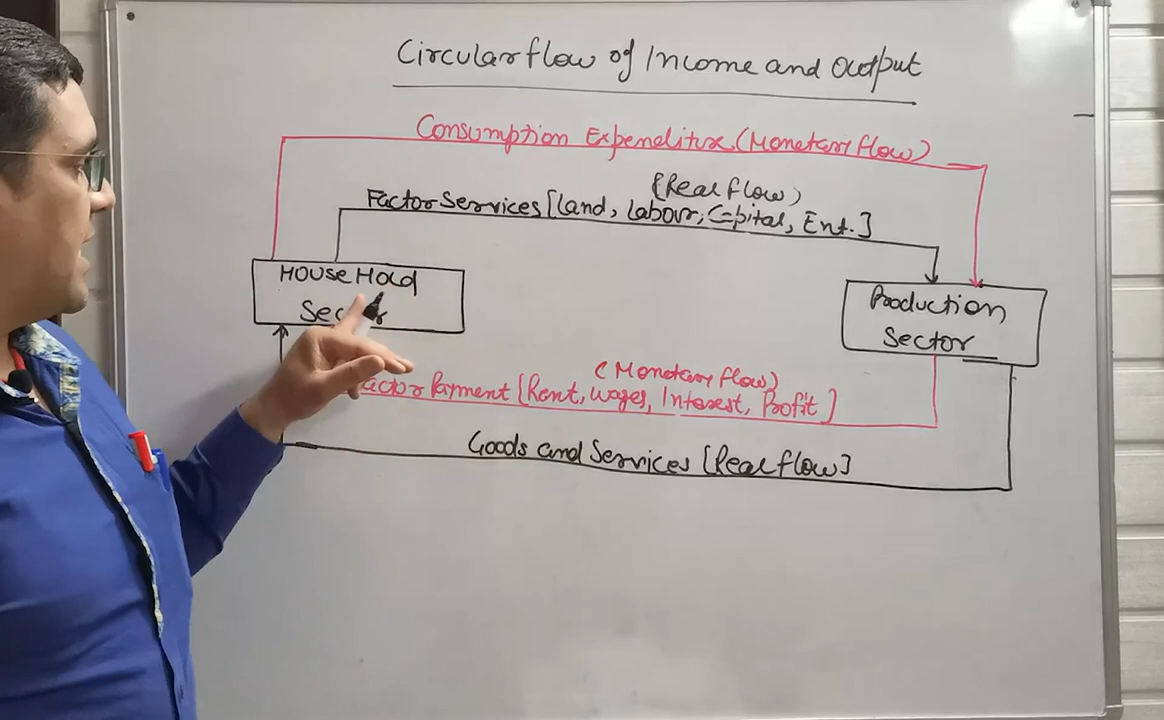 Circular flow of Income and Output
Consumption Expenditure (Monetary flow)
(Real flow)
Factor Services [Land, Labour, Capital, Ent.]
House Hold
Production
Sector
(Monetary flow)
Factor Payment [Rent, Wages, Interest, Profit]
Goods and Services [Real flow]